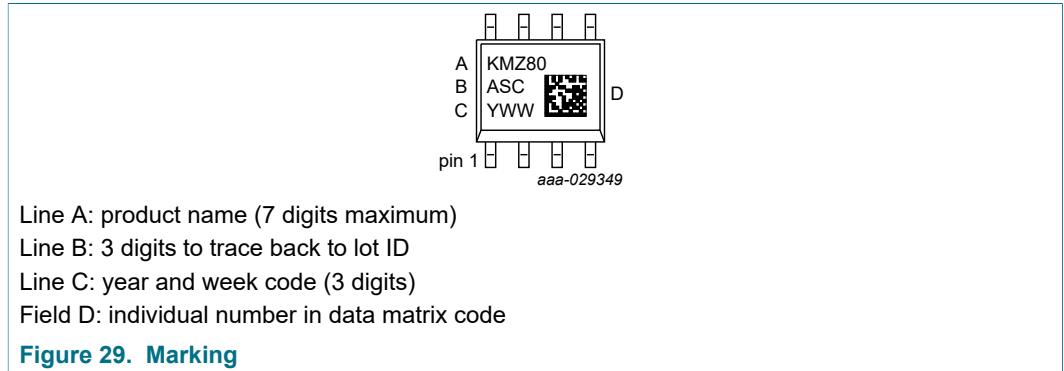 A KMZ80
B ASC D
C YWW
pin 1
aaa-029349
Line A: product name (7 digits maximum)
Line B: 3 digits to trace back to lot ID
Line C: year and week code (3 digits)
Field D: individual number in data matrix code
Figure 29. Marking